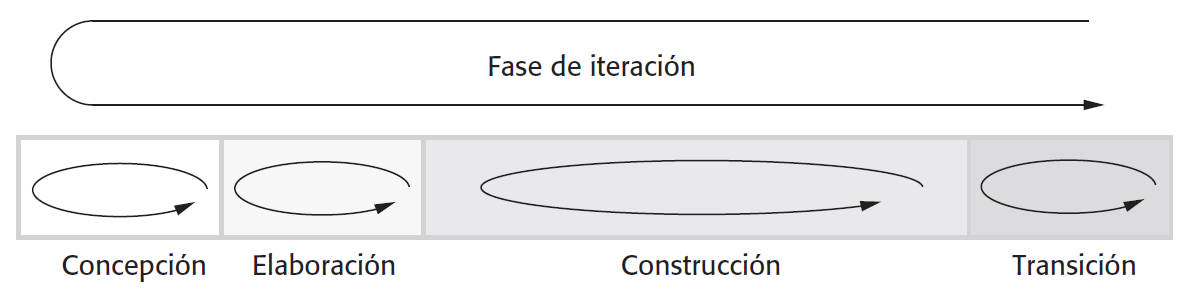 Fase de iteración
Concepción Elaboración Construcción Transición